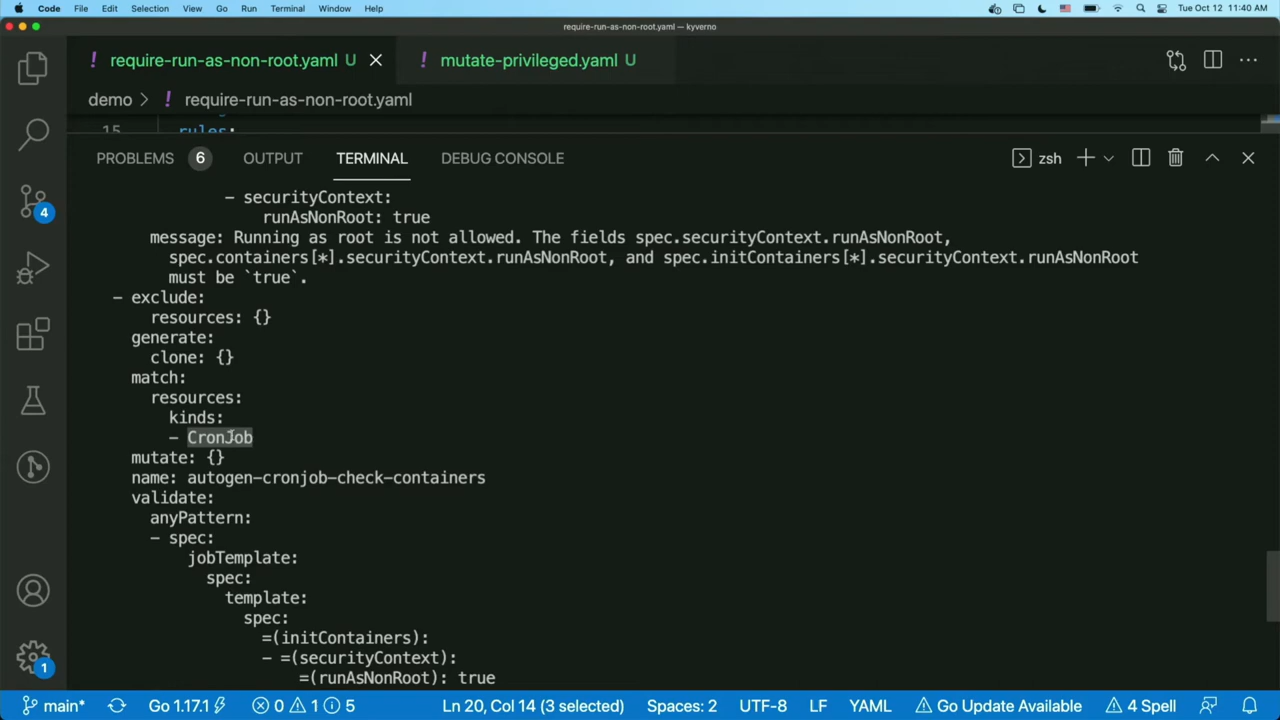 Code File Edit Selection View Go Run Terminal Window Help Tue Oct 12 11:40 AM
require-run-as-non-root.yaml — kyverno
! require-run-as-non-root.yaml U ! mutate-privileged.yaml U
demo > ! require-run-as-non-root.yaml
15 rules:
PROBLEMS 6 OUTPUT TERMINAL DEBUG CONSOLE zsh
- securityContext:
runAsNonRoot: true
message: Running as root is not allowed. The fields spec.securityContext.runAsNonRoot,
spec.containers[*].securityContext.runAsNonRoot, and spec.initContainers[*].securityContext.runAsNonRoot
must be `true`.
- exclude:
resources: {}
generate:
clone: {}
match:
resources:
kinds:
- CronJob
mutate: {}
name: autogen-cronjob-check-containers
validate:
anyPattern:
- spec:
jobTemplate:
spec:
template:
spec:
=(initContainers):
- =(securityContext):
=(runAsNonRoot): true
4
1
main* Go 1.17.1 0 1 5 Ln 20, Col 14 (3 selected) Spaces: 2 UTF-8 LF YAML Go Update Available 4 Spell